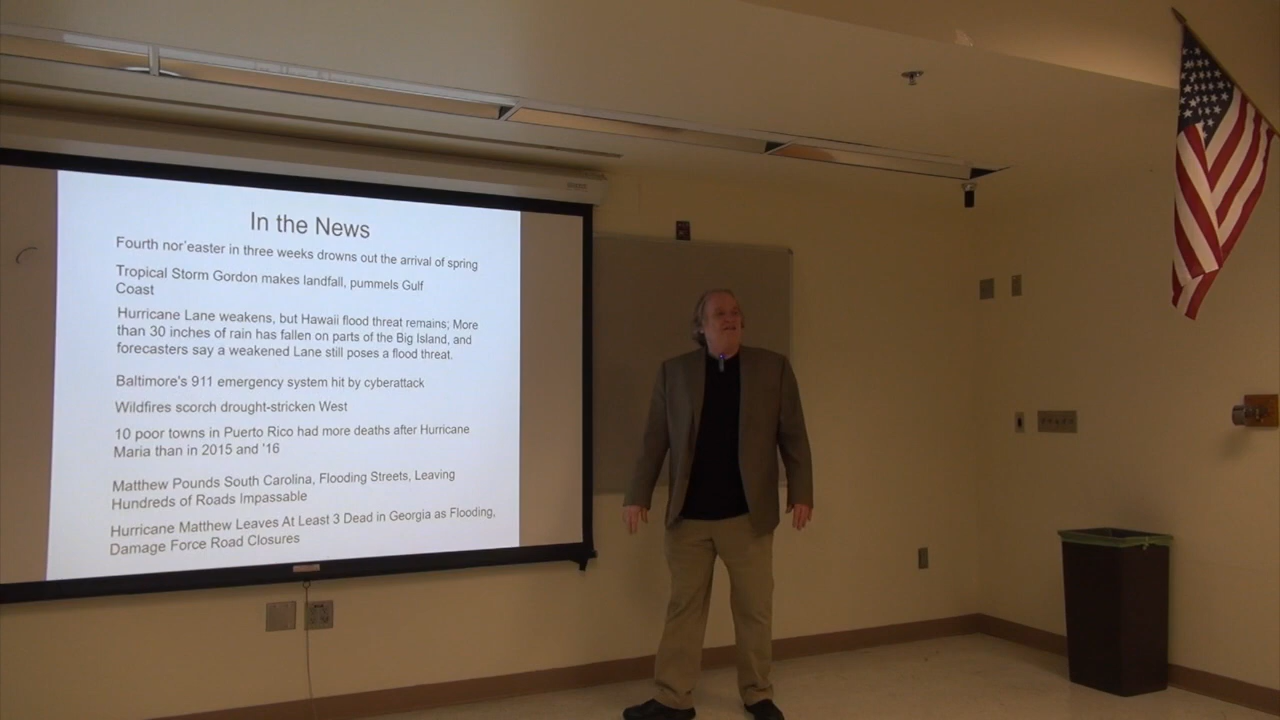 In the News
Fourth nor'easter in three weeks drowns out the arrival of spring
Tropical Storm Gordon makes landfall, pummels Gulf
Coast
Hurricane Lane weakens, but Hawaii flood threat remains; More
than 30 inches of rain has fallen on parts of the Big Island, and
forecasters say a weakened Lane still poses a flood threat.
Baltimore's 911 emergency system hit by cyberattack
Wildfires scorch drought-stricken West
10 poor towns in Puerto Rico had more deaths after Hurricane
Maria than in 2015 and '16
Matthew Pounds South Carolina, Flooding Streets, Leaving
Hundreds of Roads Impassable
Hurricane Matthew Leaves At Least 3 Dead in Georgia as Flooding,
Damage Force Road Closures